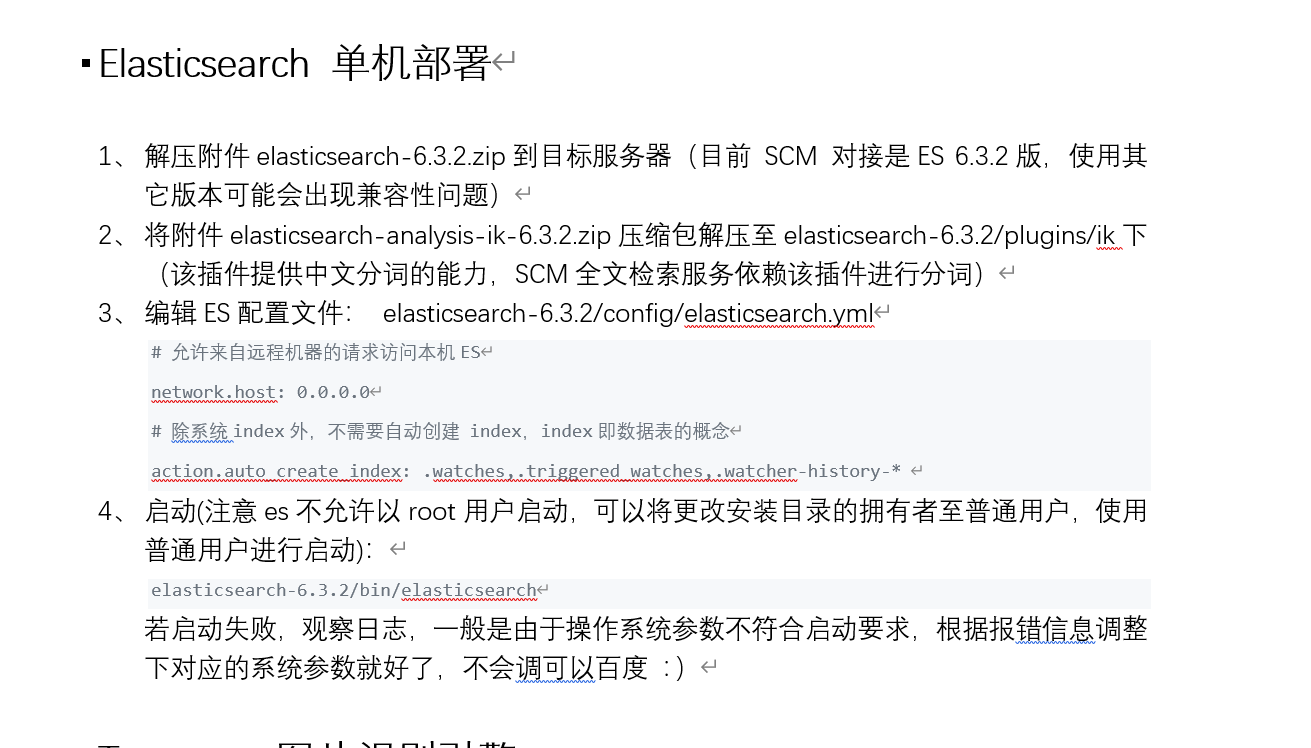 Elasticsearch 单机部署
1、 解压附件 elasticsearch-6.3.2.zip 到目标服务器（目前 SCM 对接是 ES 6.3.2 版，使用其
它版本可能会出现兼容性问题）
2、 将附件 elasticsearch-analysis-ik-6.3.2.zip 压缩包解压至 elasticsearch-6.3.2/plugins/ik 下
（该插件提供中文分词的能力，SCM 全文检索服务依赖该插件进行分词）
3、 编辑 ES 配置文件： elasticsearch-6.3.2/config/elasticsearch.yml
# 允许来自远程机器的请求访问本机 ES
network.host: 0.0.0.0
# 除系统 index 外，不需要自动创建 index，index 即数据表的概念
action.auto_create_index: .watches,.triggered_watches,.watcher-history-*
4、 启动(注意 es 不允许以 root 用户启动，可以将更改安装目录的拥有者至普通用户，使用
普通用户进行启动)：
elasticsearch-6.3.2/bin/elasticsearch
若启动失败，观察日志，一般是由于操作系统参数不符合启动要求，根据报错信息调整
下对应的系统参数就好了，不会调可以百度 ：）